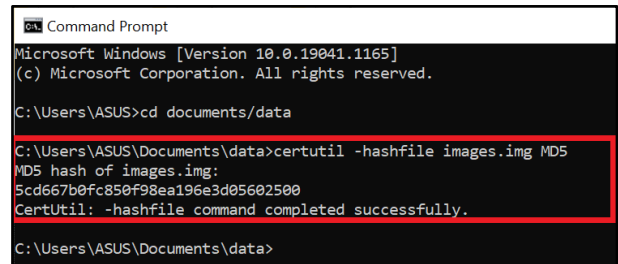 Command Prompt
Microsoft Windows [Version 10.0.19041.1165]
(c) Microsoft Corporation. All rights reserved.
C:\Users\ASUS>cd documents/data
C:\Users\ASUS\Documents\data>certutil -hashfile images.img MD5
MD5 hash of images.img:
5cd667b0fc850f98ea196e3d05602500
CertUtil: -hashfile command completed successfully.
C:\Users\ASUS\Documents\data>